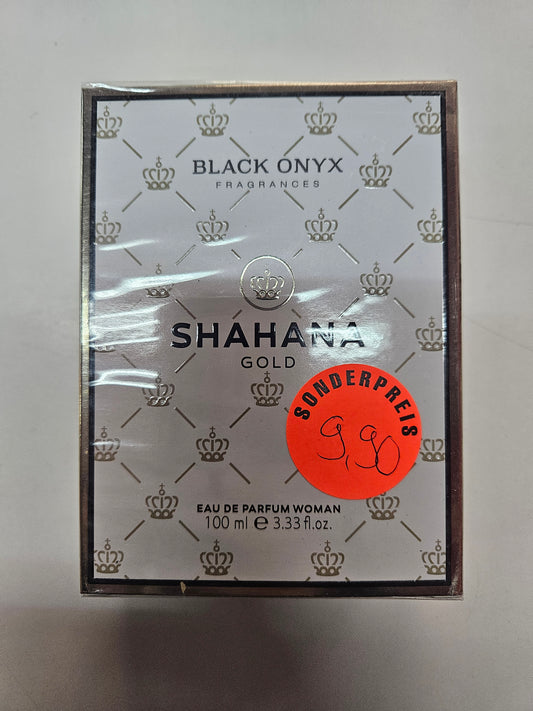 BLACK ONYX
FRAGRANCES
SHAHANA
GOLD
SONDERPREIS
9,90
EAU DE PARFUM WOMAN
100 ml e 3.33 fl.oz.